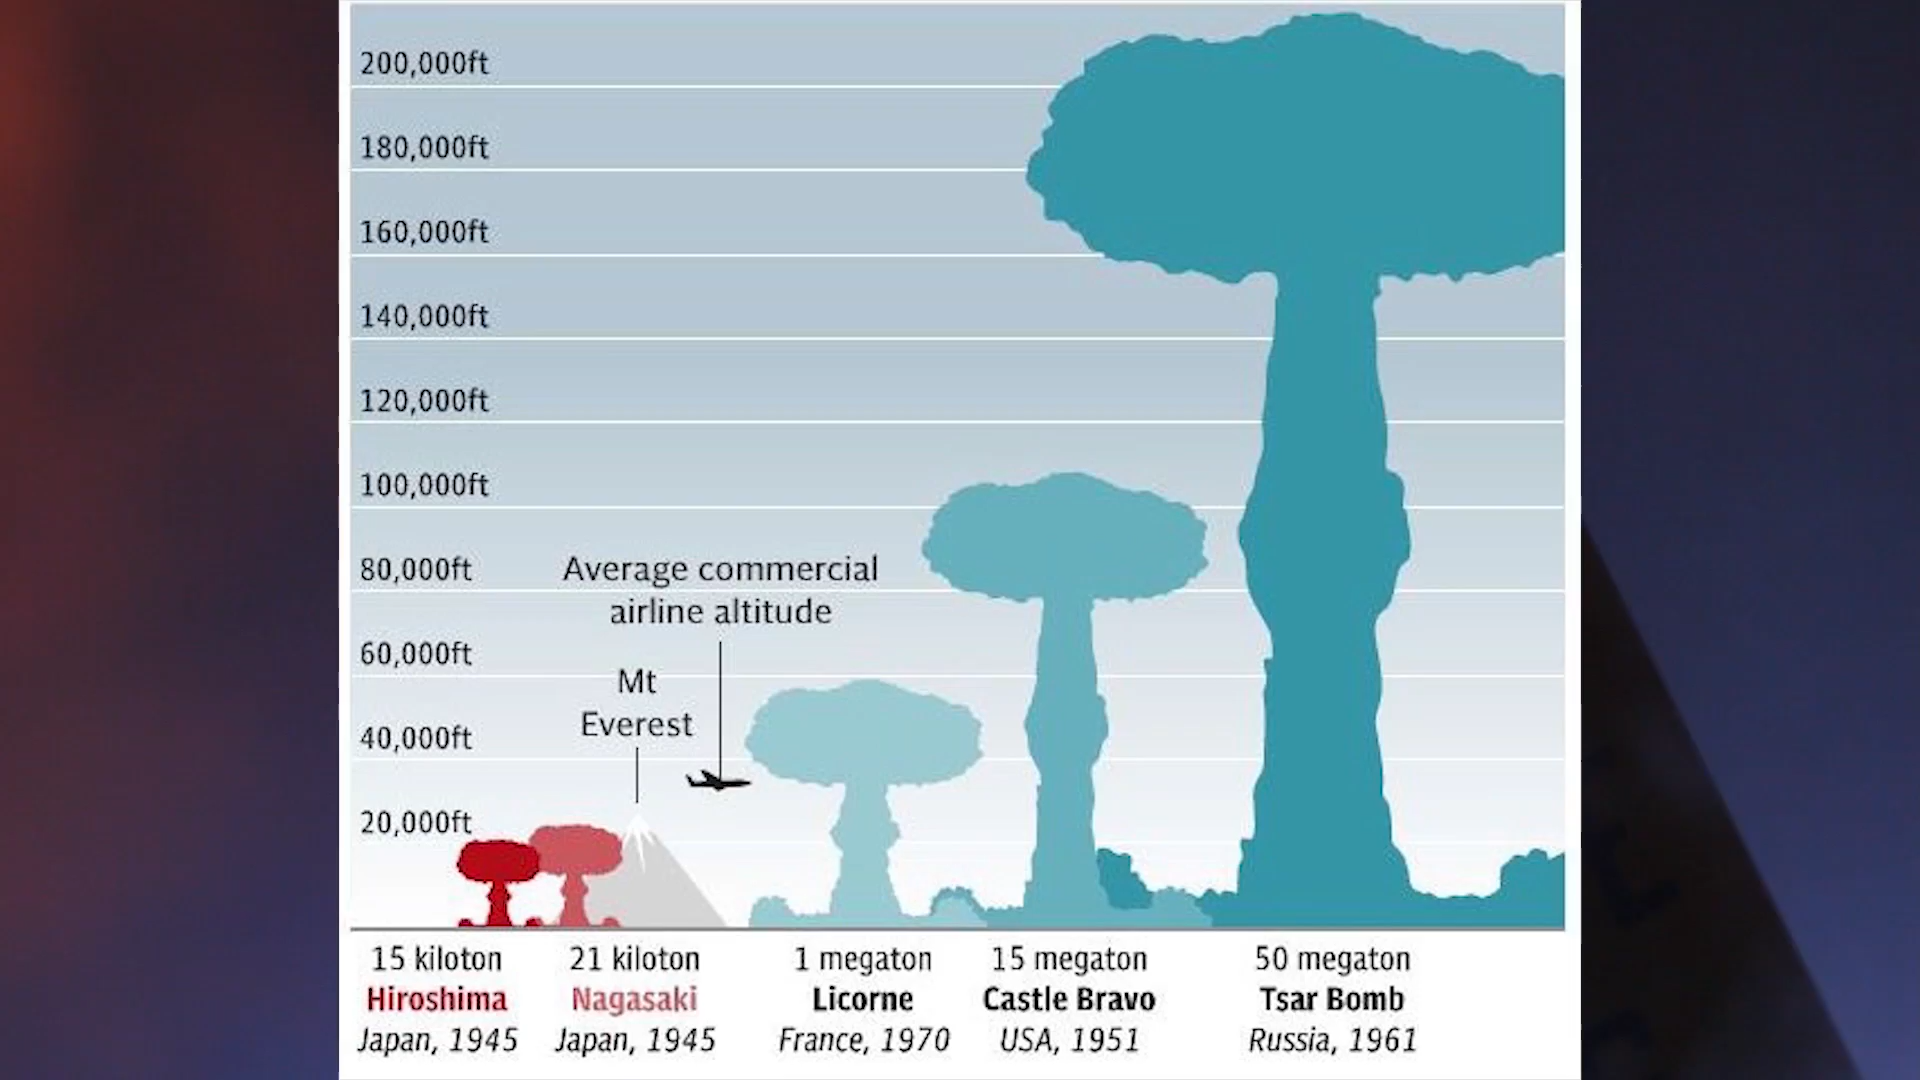 200,000ft
180,000ft
160,000ft
140,000ft
120,000ft
100,000ft
80,000ft
60,000ft
40,000ft
20,000ft
Average commercial
airline altitude
Mt
Everest
15 kiloton
Hiroshima
Japan, 1945
21 kiloton
Nagasaki
Japan, 1945
1 megaton
Licorne
France, 1970
15 megaton
Castle Bravo
USA, 1951
50 megaton
Tsar Bomb
Russia, 1961